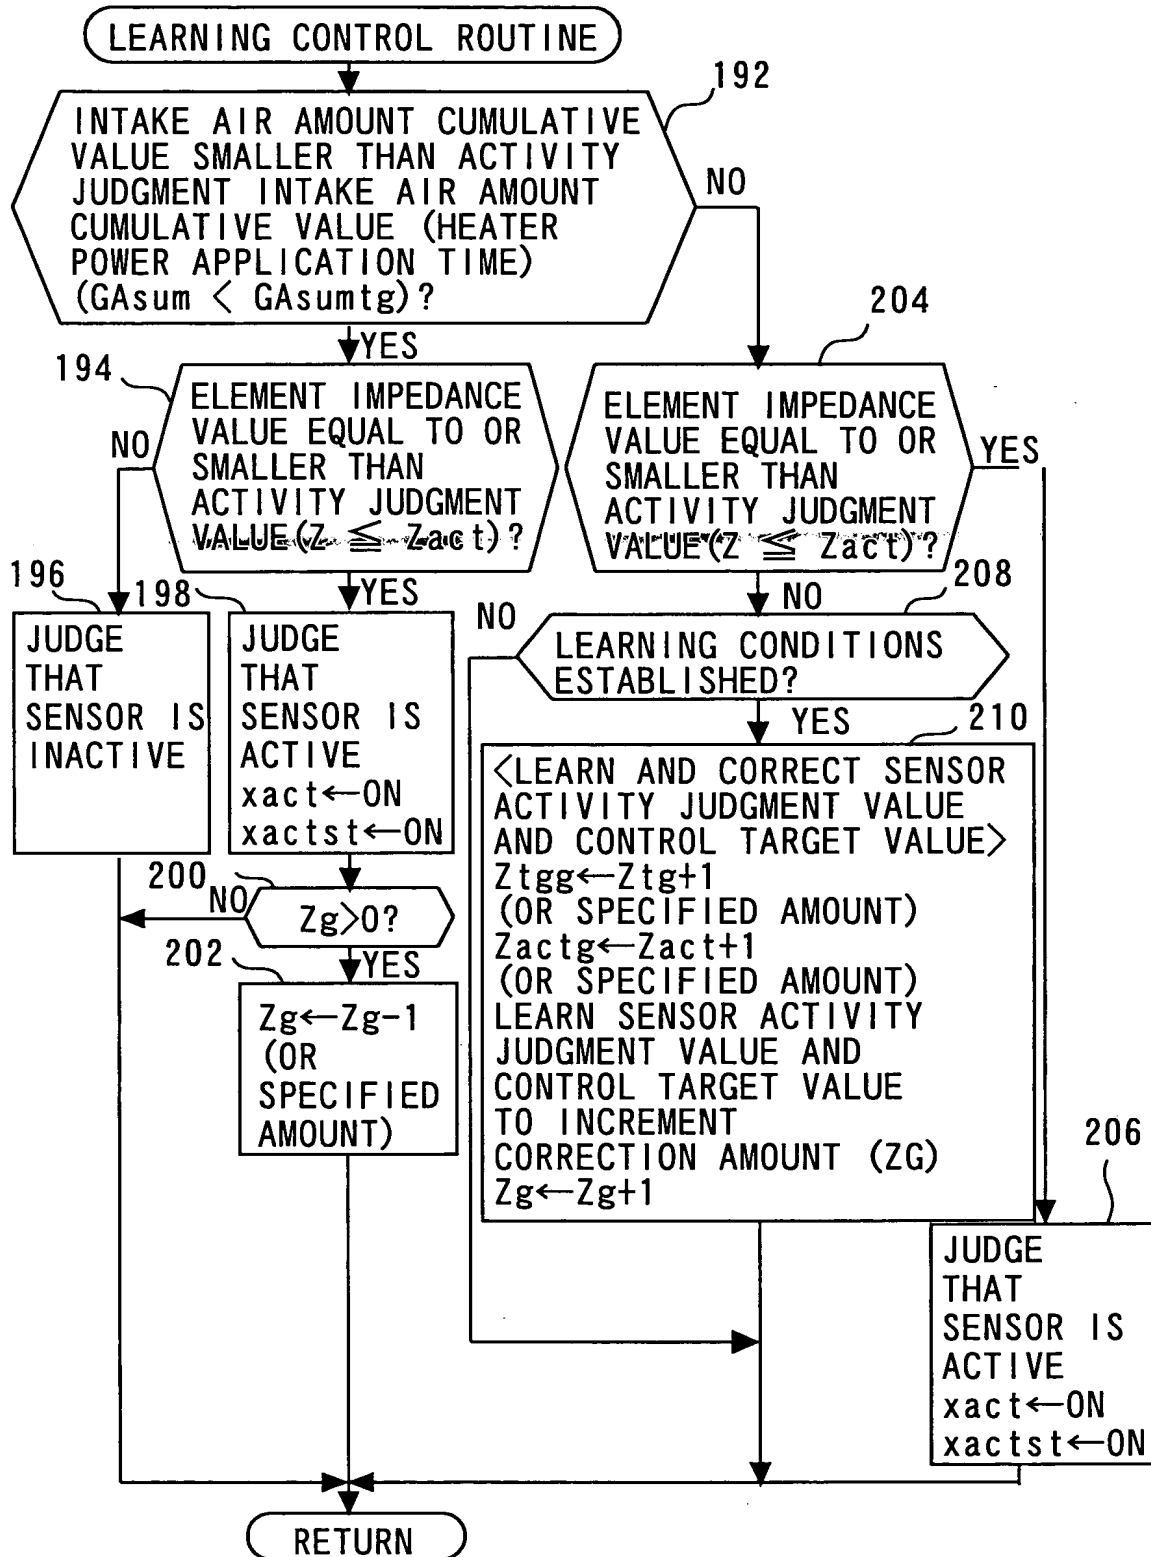 LEARNING CONTROL ROUTINE
192
INTAKE AIR AMOUNT CUMULATIVE
VALUE SMALLER THAN ACTIVITY
JUDGMENT INTAKE AIR AMOUNT
CUMULATIVE VALUE (HEATER
POWER APPLICATION TIME)
(GAsum < GAsumtg)?
NO
YES
194
ELEMENT IMPEDANCE
VALUE EQUAL TO OR
SMALLER THAN
ACTIVITY JUDGMENT
VALUE(Z ≦ Zact)?
NO
YES
204
ELEMENT IMPEDANCE
VALUE EQUAL TO OR
SMALLER THAN
ACTIVITY JUDGMENT
VALUE(Z ≦ Zact)?
YES
NO
196
JUDGE
THAT
SENSOR IS
INACTIVE
198
JUDGE
THAT
SENSOR IS
ACTIVE
xact←ON
xactst←ON
200
NO
Zg>0?
YES
202
Zg←Zg-1
(OR
SPECIFIED
AMOUNT)
208
NO
LEARNING CONDITIONS
ESTABLISHED?
YES
210
<LEARN AND CORRECT SENSOR
ACTIVITY JUDGMENT VALUE
AND CONTROL TARGET VALUE>
Ztgg←Ztg+1
(OR SPECIFIED AMOUNT)
Zactg←Zact+1
(OR SPECIFIED AMOUNT)
LEARN SENSOR ACTIVITY
JUDGMENT VALUE AND
CONTROL TARGET VALUE
TO INCREMENT
CORRECTION AMOUNT (ZG)
Zg←Zg+1
206
JUDGE
THAT
SENSOR IS
ACTIVE
xact←ON
xactst←ON
RETURN